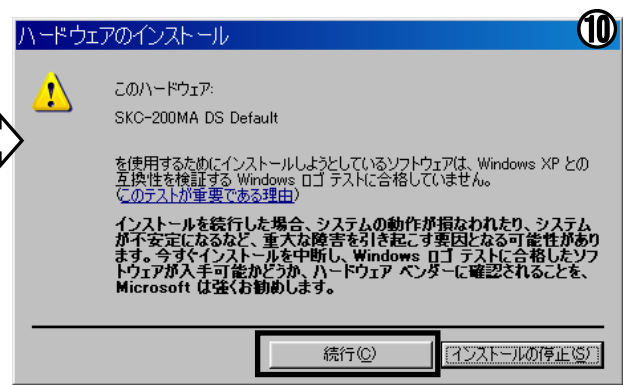 ⑩
ハードウェアのインストール
このハードウェア:
SKC-200MA DS Default
を使用するためにインストールしようとしているソフトウェアは、Windows XP との
互換性を検証する Windows ロゴ テストに合格していません。
(このテストが重要である理由)
インストールを続行した場合、システムの動作が損なわれたり、システム
が不安定になるなど、重大な障害を引き起こす要因となる可能性があり
ます。今すぐインストールを中断し、Windows ロゴ テストに合格したソフ
トウェアが入手可能かどうか、ハードウェア ベンダーに確認されることを、
Microsoft は強くお勧めします。
続行(C)
インストールの停止(S)